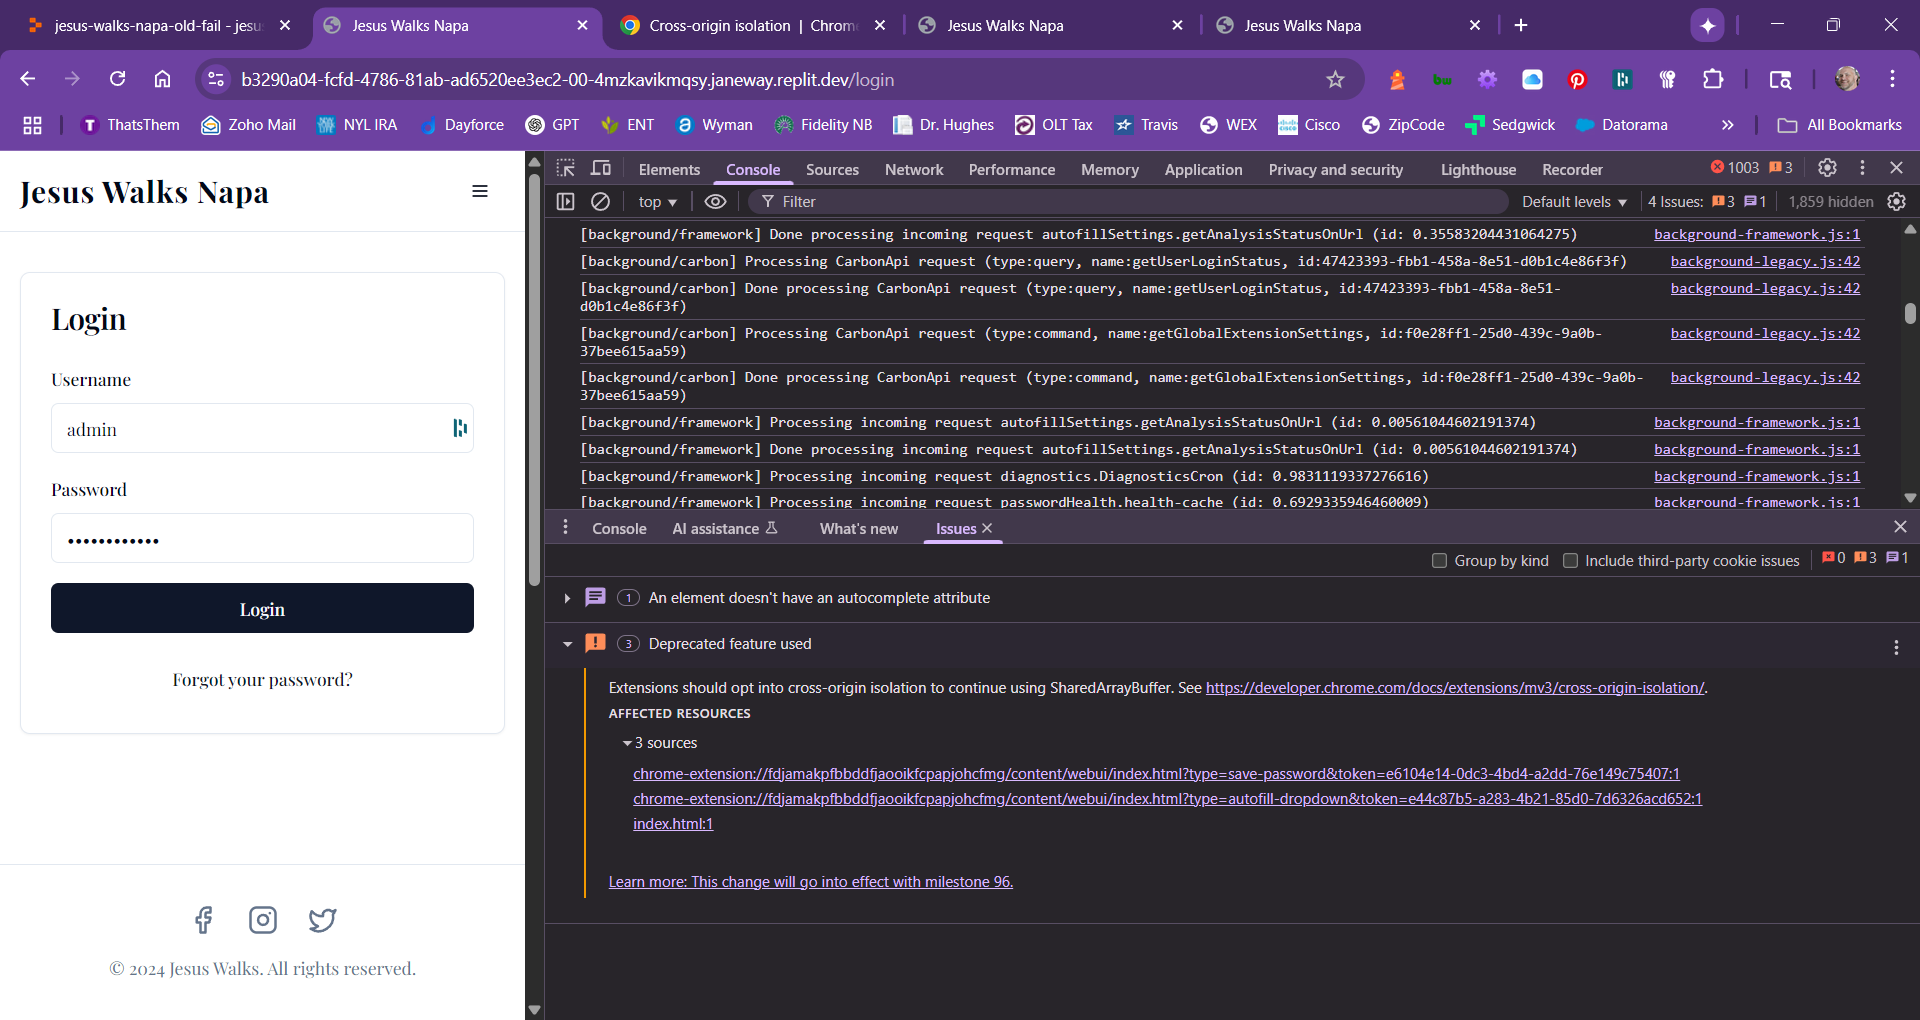 jesus-walks-napa-old-fail - jesu
Jesus Walks Napa
Cross-origin isolation | Chrom
Jesus Walks Napa
Jesus Walks Napa
b3290a04-fcfd-4786-81ab-ad6520ee3ec2-00-4mzkavikmqsy.janeway.replit.dev/login
ThatsThem
Zoho Mail
NYL IRA
Dayforce
GPT
ENT
Wyman
Fidelity NB
Dr. Hughes
OLT Tax
Travis
WEX
Cisco
ZipCode
Sedgwick
Datorama
All Bookmarks
Jesus Walks Napa
Login
Username
admin
Password
••••••••••••
Login
Forgot your password?
© 2024 Jesus Walks. All rights reserved.
Elements
Console
Sources
Network
Performance
Memory
Application
Privacy and security
Lighthouse
Recorder
1003
3
top
Filter
Default levels
4 Issues: 3 1
1,859 hidden
[background/framework] Done processing incoming request autofillSettings.getAnalysisStatusOnUrl (id: 0.35583204431064275) background-framework.js:1
[background/carbon] Processing CarbonApi request (type:query, name:getUserLoginStatus, id:47423393-fbb1-458a-8e51-d0b1c4e86f3f) background-legacy.js:42
[background/carbon] Done processing CarbonApi request (type:query, name:getUserLoginStatus, id:47423393-fbb1-458a-8e51- background-legacy.js:42
d0b1c4e86f3f)
[background/carbon] Processing CarbonApi request (type:command, name:getGlobalExtensionSettings, id:f0e28ff1-25d0-439c-9a0b- background-legacy.js:42
37bee615aa59)
[background/carbon] Done processing CarbonApi request (type:command, name:getGlobalExtensionSettings, id:f0e28ff1-25d0-439c-9a0b- background-legacy.js:42
37bee615aa59)
[background/framework] Processing incoming request autofillSettings.getAnalysisStatusOnUrl (id: 0.00561044602191374) background-framework.js:1
[background/framework] Done processing incoming request autofillSettings.getAnalysisStatusOnUrl (id: 0.00561044602191374) background-framework.js:1
[background/framework] Processing incoming request diagnostics.DiagnosticsCron (id: 0.9831119337276616) background-framework.js:1
[background/framework] Processing incoming request passwordHealth.health-cache (id: 0.6929335946460009) background-framework.js:1
Console
AI assistance
What's new
Issues
Group by kind
Include third-party cookie issues
0 3 1
1 An element doesn't have an autocomplete attribute
3 Deprecated feature used
Extensions should opt into cross-origin isolation to continue using SharedArrayBuffer. See https://developer.chrome.com/docs/extensions/mv3/cross-origin-isolation/.
AFFECTED RESOURCES
3 sources
chrome-extension://fdjamakpfbbddfjaooikfcpapjohcfmg/content/webui/index.html?type=save-password&token=e6104e14-0dc3-4bd4-a2dd-76e149c75407:1
chrome-extension://fdjamakpfbbddfjaooikfcpapjohcfmg/content/webui/index.html?type=autofill-dropdown&token=e44c87b5-a283-4b21-85d0-7d6326acd652:1
index.html:1
Learn more: This change will go into effect with milestone 96.